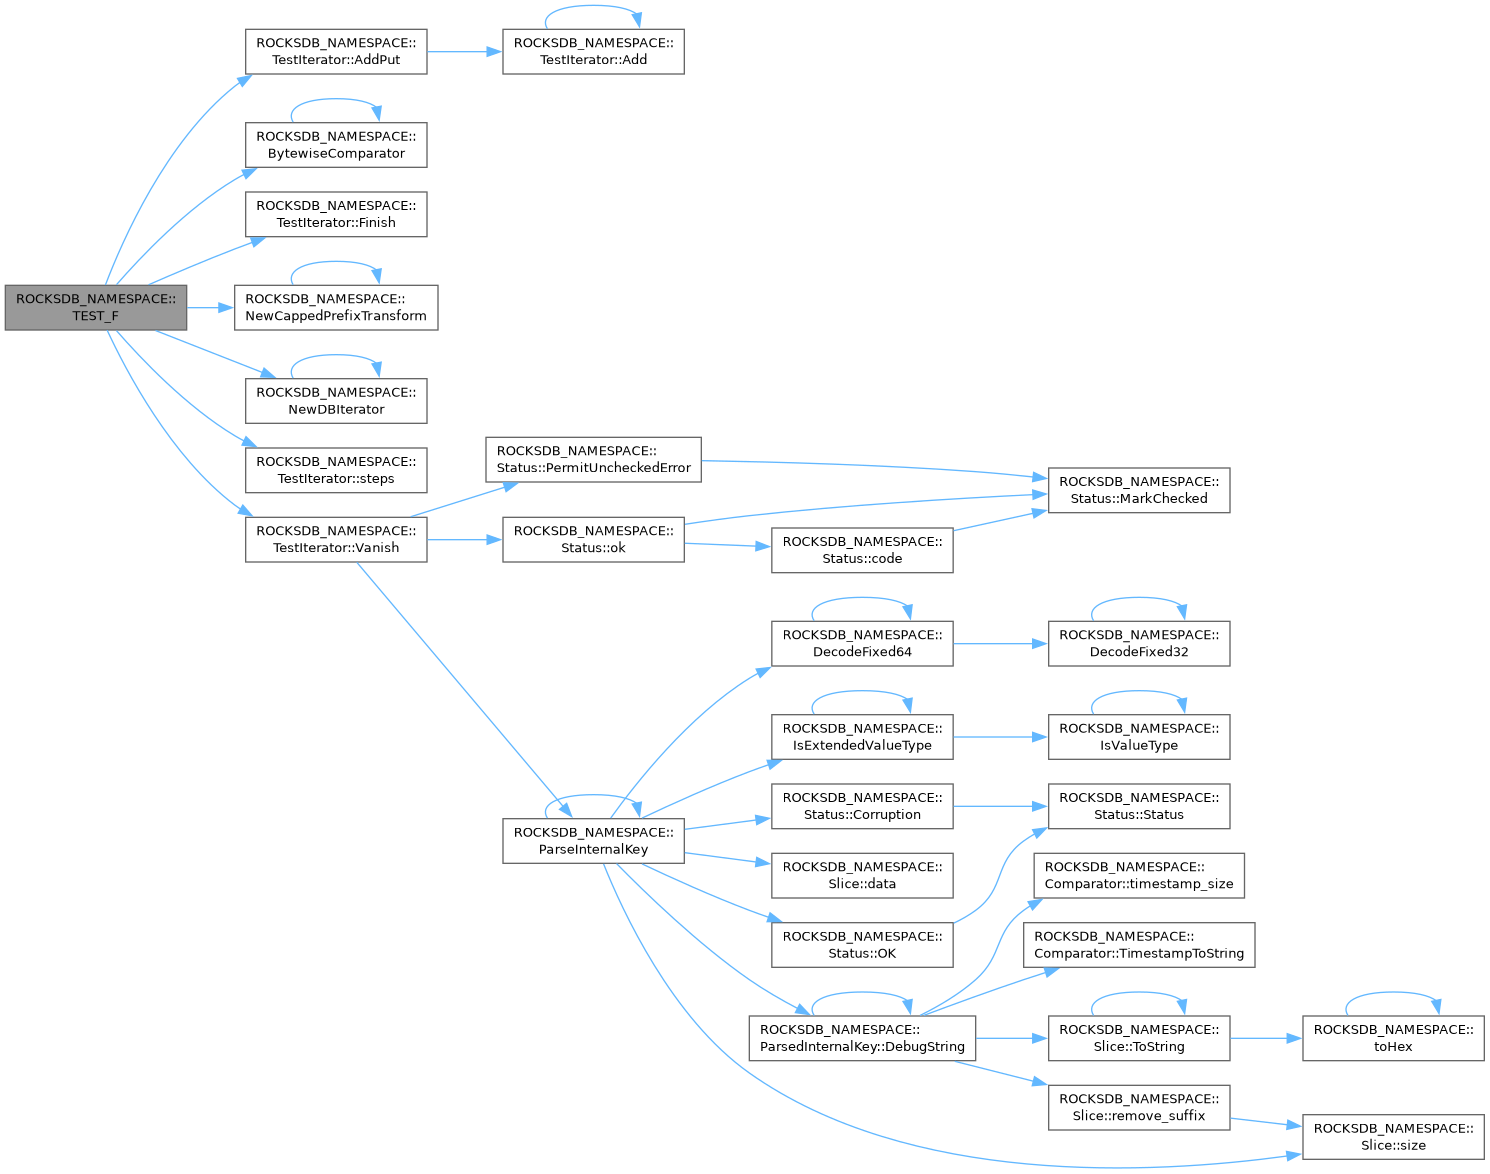 ROCKSDB_NAMESPACE::
TEST_F
ROCKSDB_NAMESPACE::
TestIterator::AddPut
ROCKSDB_NAMESPACE::
TestIterator::Add
ROCKSDB_NAMESPACE::
BytewiseComparator
ROCKSDB_NAMESPACE::
TestIterator::Finish
ROCKSDB_NAMESPACE::
NewCappedPrefixTransform
ROCKSDB_NAMESPACE::
NewDBIterator
ROCKSDB_NAMESPACE::
TestIterator::steps
ROCKSDB_NAMESPACE::
TestIterator::Vanish
ROCKSDB_NAMESPACE::
Status::PermitUncheckedError
ROCKSDB_NAMESPACE::
Status::MarkChecked
ROCKSDB_NAMESPACE::
Status::ok
ROCKSDB_NAMESPACE::
Status::code
ROCKSDB_NAMESPACE::
ParseInternalKey
ROCKSDB_NAMESPACE::
DecodeFixed64
ROCKSDB_NAMESPACE::
DecodeFixed32
ROCKSDB_NAMESPACE::
IsExtendedValueType
ROCKSDB_NAMESPACE::
IsValueType
ROCKSDB_NAMESPACE::
Status::Corruption
ROCKSDB_NAMESPACE::
Status::Status
ROCKSDB_NAMESPACE::
Slice::data
ROCKSDB_NAMESPACE::
Status::OK
ROCKSDB_NAMESPACE::
ParsedInternalKey::DebugString
ROCKSDB_NAMESPACE::
Comparator::timestamp_size
ROCKSDB_NAMESPACE::
Comparator::TimestampToString
ROCKSDB_NAMESPACE::
Slice::ToString
ROCKSDB_NAMESPACE::
toHex
ROCKSDB_NAMESPACE::
Slice::remove_suffix
ROCKSDB_NAMESPACE::
Slice::size